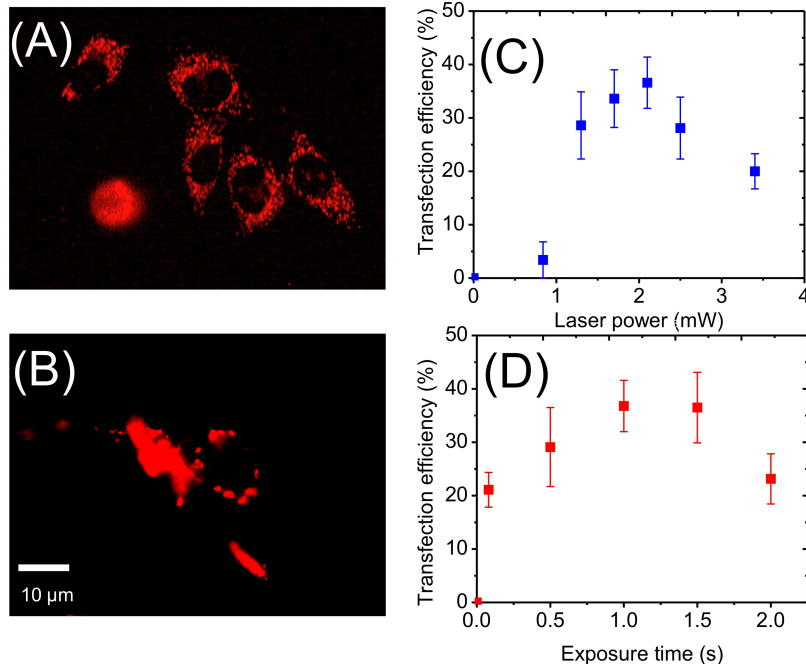 (A)
(B)
10 µm
(C)
Transfection efficiency (%)
50
40
30
20
10
0
0 1 2 3 4
Laser power (mW)
(D)
Transfection efficiency (%)
50
40
30
20
10
0
0.0 0.5 1.0 1.5 2.0
Exposure time (s)